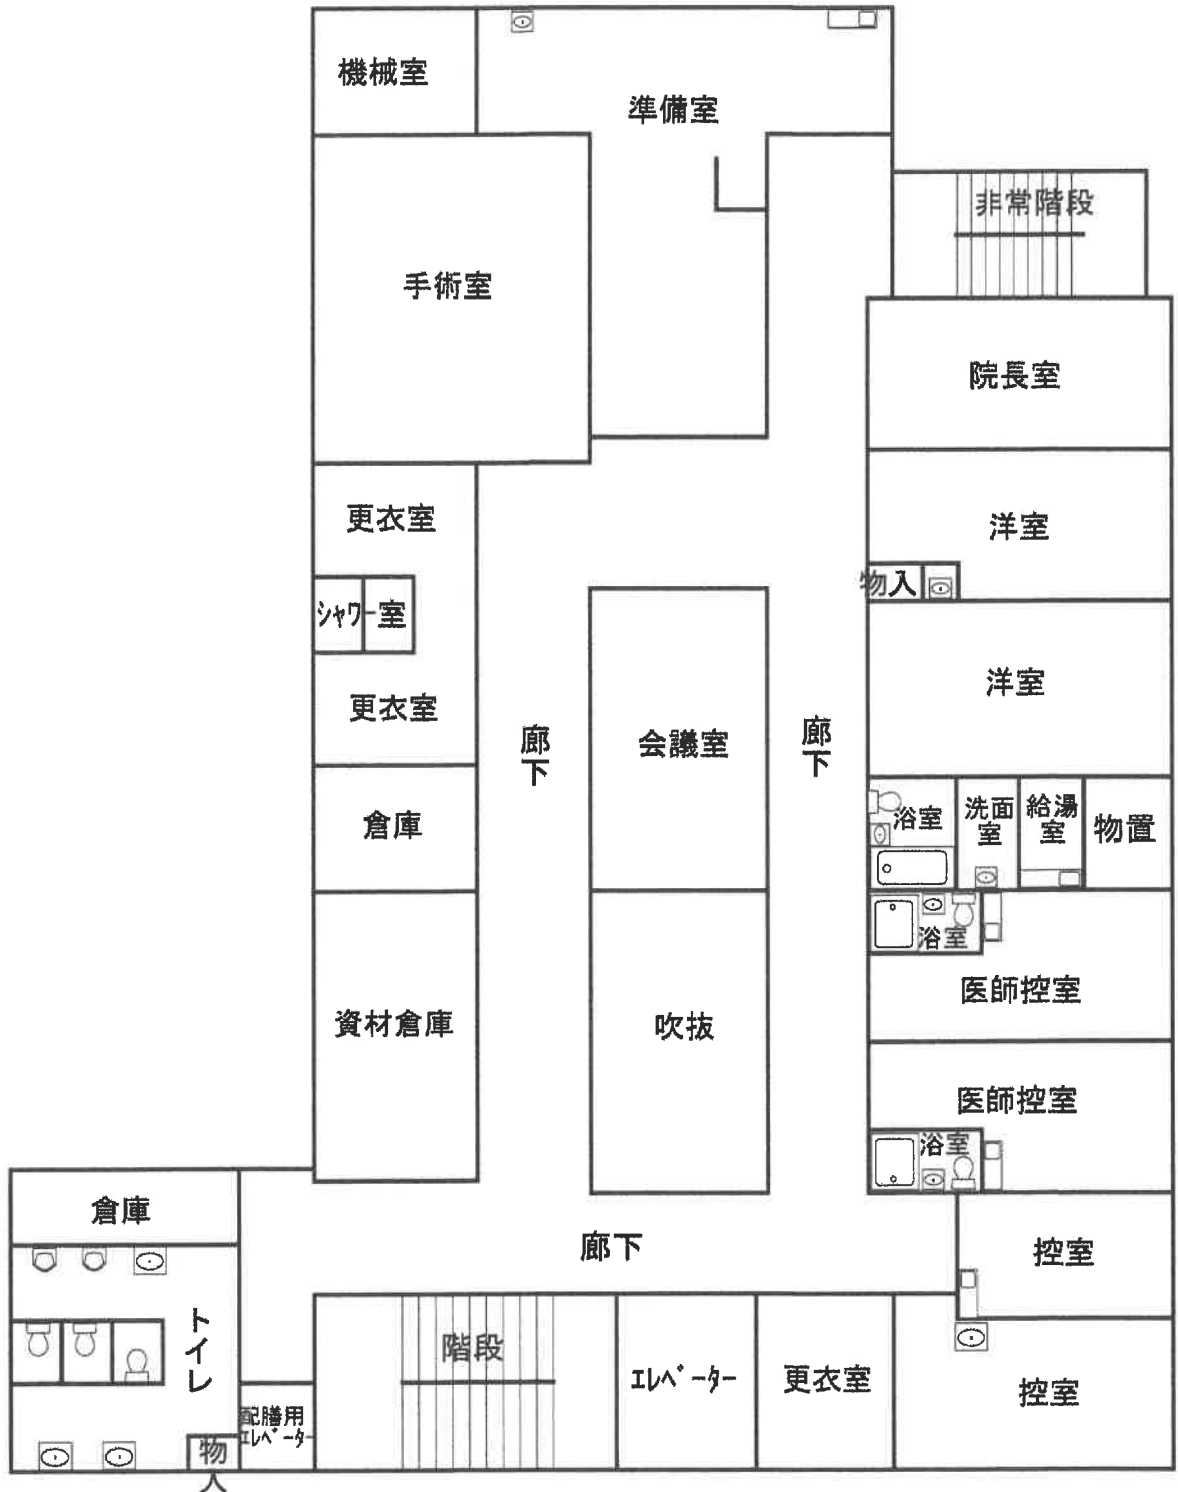 機械室
準備室
非常階段
手術室
院長室
更衣室
洋室
物入
シャワー室
更衣室
洋室
廊下
会議室
廊下
倉庫
浴室
洗面室
給湯室
物置
浴室
医師控室
資材倉庫
吹抜
医師控室
浴室
倉庫
廊下
控室
トイレ
階段
エレベーター
更衣室
控室
配膳用
エレベーター
物入